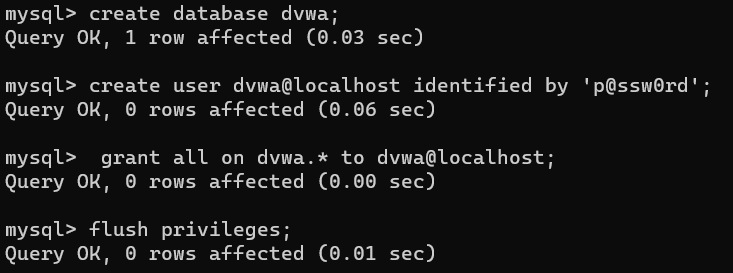 mysql> create database dvwa;
Query OK, 1 row affected (0.03 sec)
mysql> create user dvwa@localhost identified by 'p@ssw0rd';
Query OK, 0 rows affected (0.06 sec)
mysql>  grant all on dvwa.* to dvwa@localhost;
Query OK, 0 rows affected (0.00 sec)
mysql> flush privileges;
Query OK, 0 rows affected (0.01 sec)